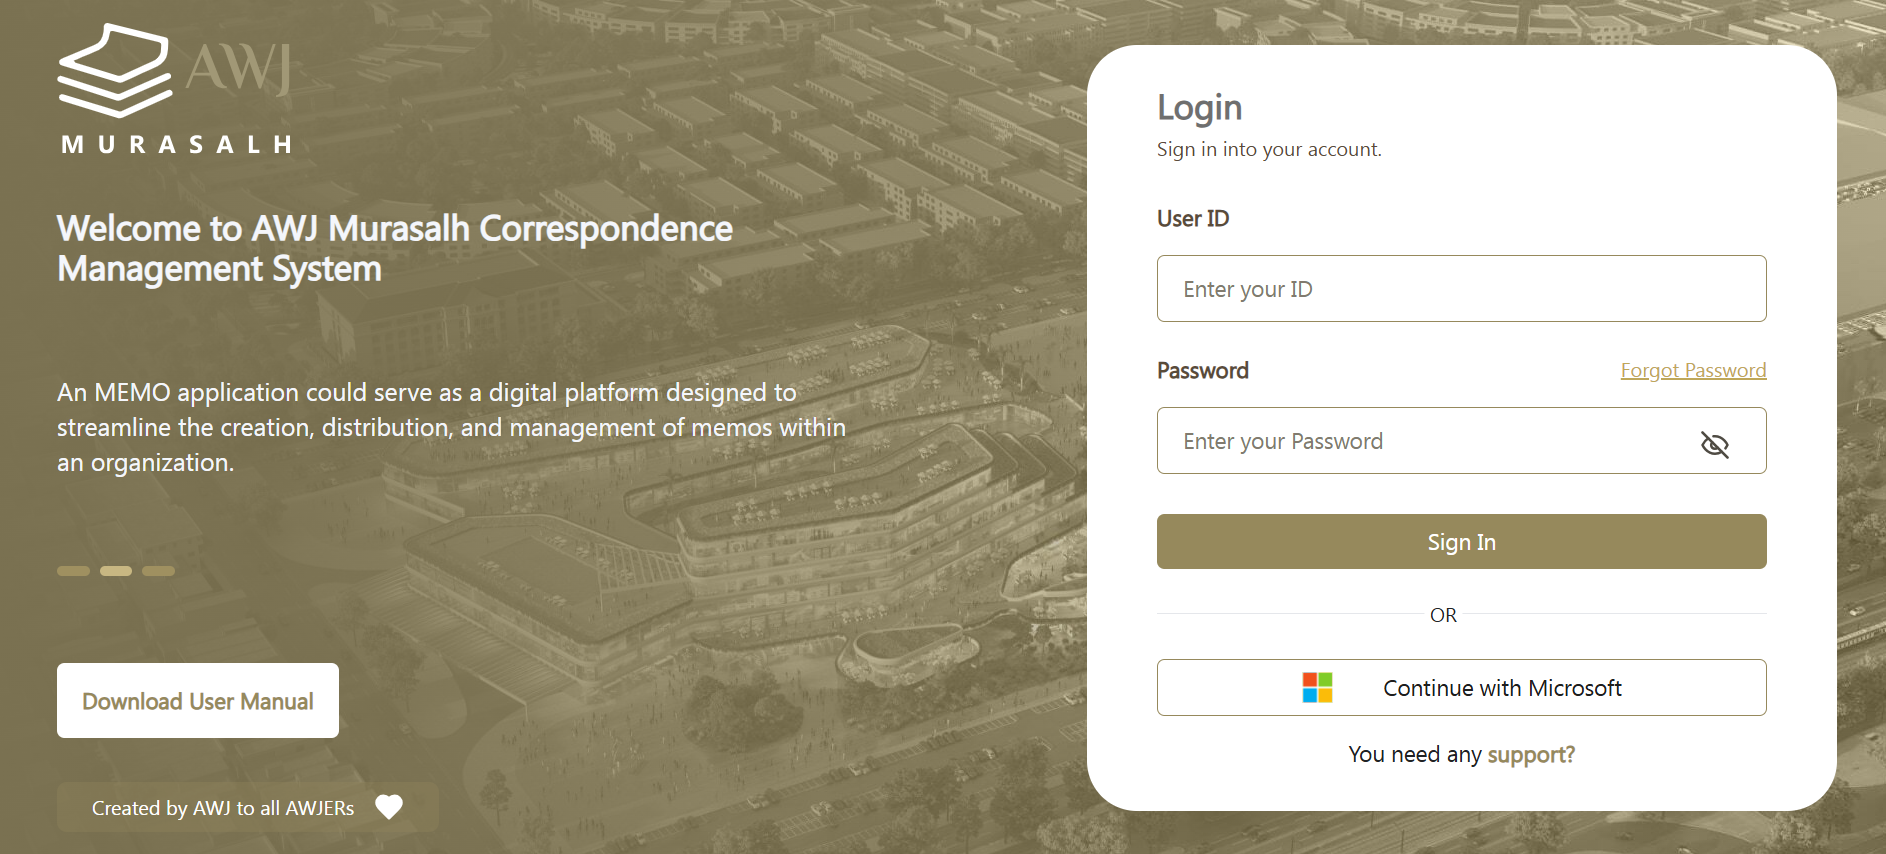 AWJ
MURASALH
Welcome to AWJ Murasalh Correspondence
Management System
An MEMO application could serve as a digital platform designed to
streamline the creation, distribution, and management of memos within
an organization.
Download User Manual
Created by AWJ to all AWJERs
Login
Sign in into your account.
User ID
Enter your ID
Password
Forgot Password
Enter your Password
Sign In
OR
Continue with Microsoft
You need any support?